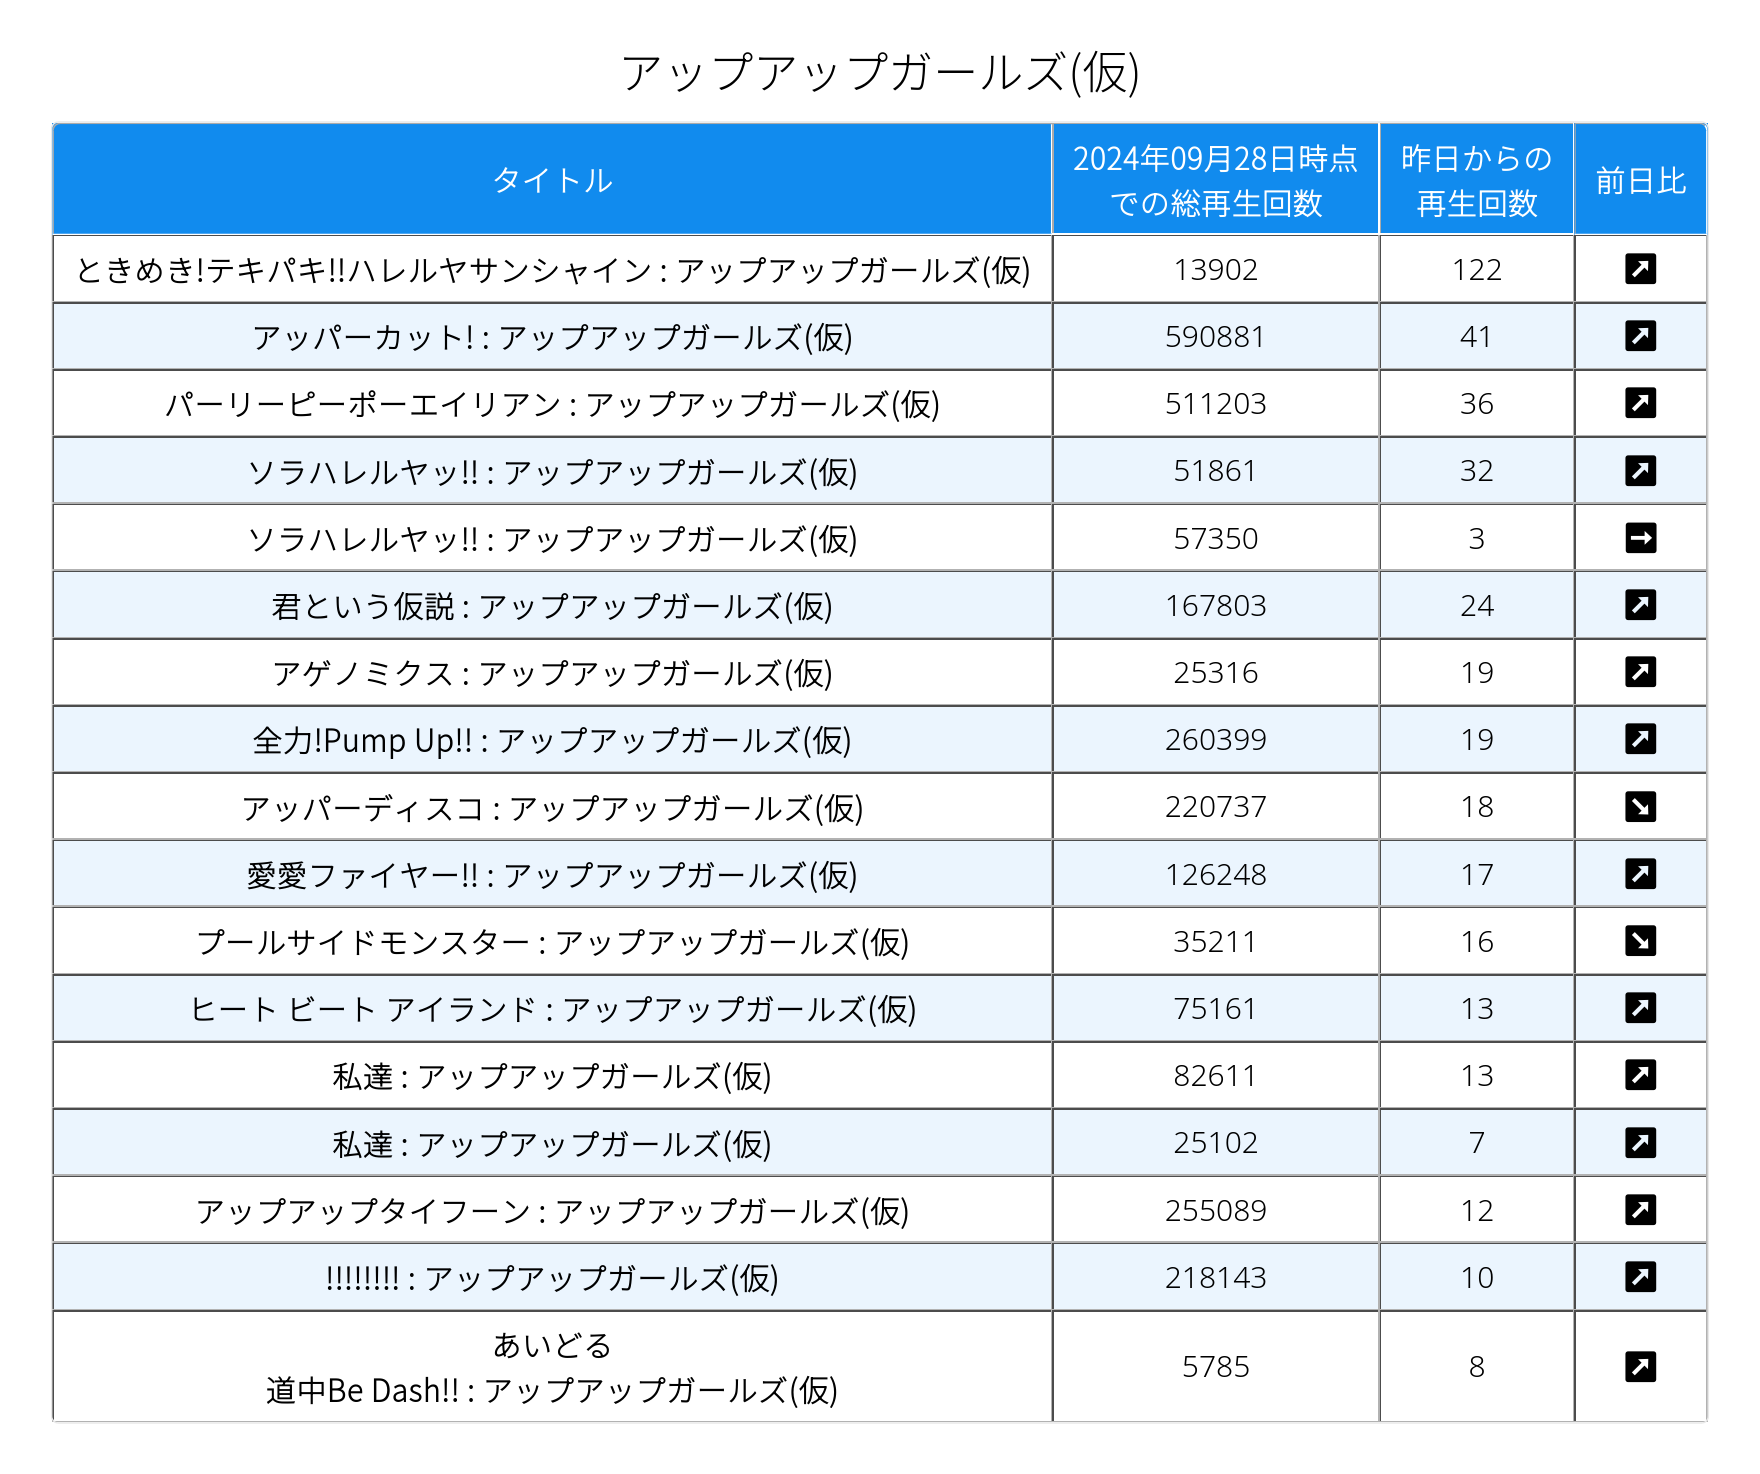 アップアップガールズ(仮)
タイトル 2024年09月28日時点 での総再生回数 昨日からの 再生回数 前日比
ときめき!テキパキ!!ハレルヤサンシャイン : アップアップガールズ(仮) 13902 122
アッパーカット! : アップアップガールズ(仮) 590881 41
パーリーピーポーエイリアン : アップアップガールズ(仮) 511203 36
ソラハレルヤッ!! : アップアップガールズ(仮) 51861 32
ソラハレルヤッ!! : アップアップガールズ(仮) 57350 3
君という仮説 : アップアップガールズ(仮) 167803 24
アゲノミクス : アップアップガールズ(仮) 25316 19
全力!Pump Up!! : アップアップガールズ(仮) 260399 19
アッパーディスコ : アップアップガールズ(仮) 220737 18
愛愛ファイヤー!! : アップアップガールズ(仮) 126248 17
プールサイドモンスター : アップアップガールズ(仮) 35211 16
ヒート ビート アイランド : アップアップガールズ(仮) 75161 13
私達 : アップアップガールズ(仮) 82611 13
私達 : アップアップガールズ(仮) 25102 7
アップアップタイフーン : アップアップガールズ(仮) 255089 12
!!!!!!!! : アップアップガールズ(仮) 218143 10
あいどる
道中Be Dash!! : アップアップガールズ(仮) 5785 8